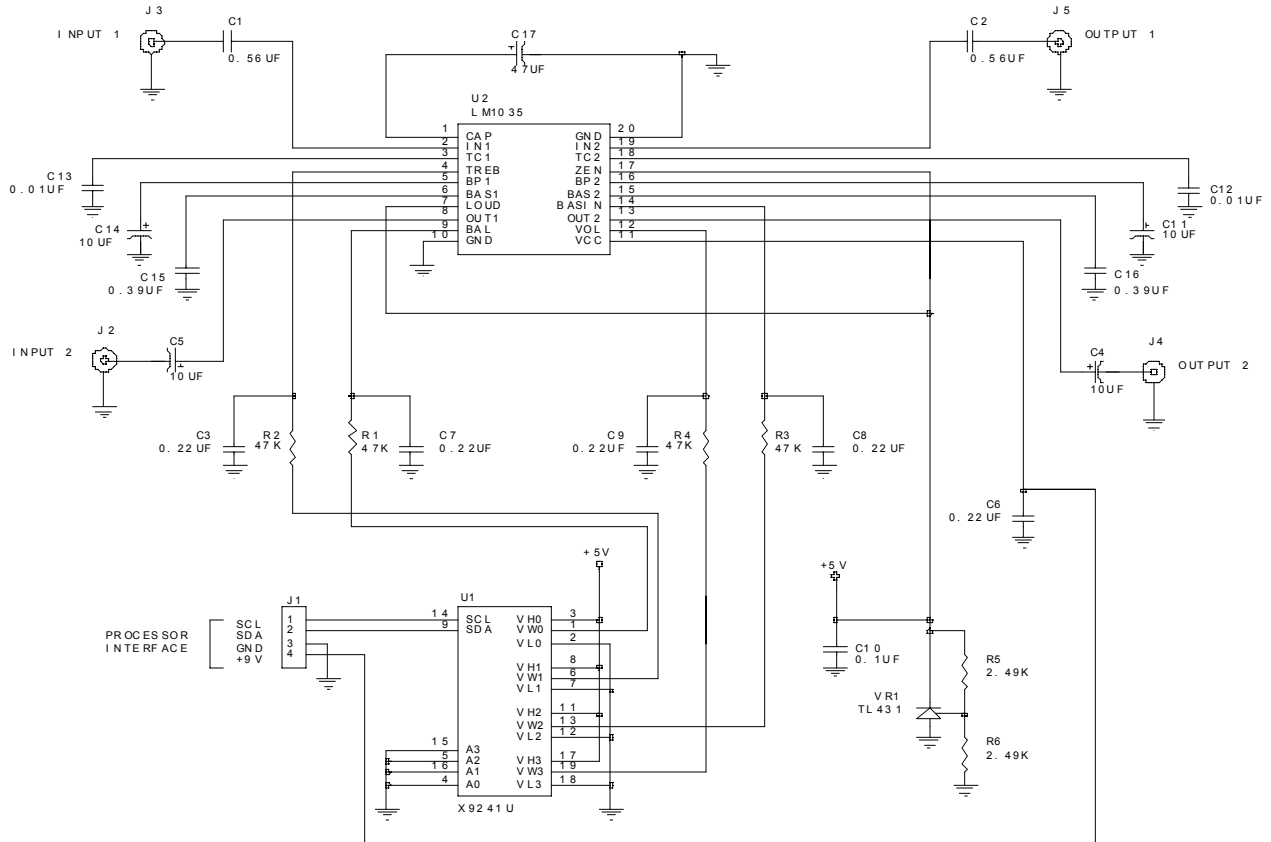 J3
INPUT 1
C1
0.56UF
C17
47UF
C2
0.56UF
J5
OUTPUT 1
U2
LM1035
1 CAP
2 IN1
3 TC1
4 TREB
5 BP1
6 BAS1
7 LOUD
8 OUT1
9 BAL
10 GND
GND 20
IN2 19
TC2 18
ZEN 17
BP2 16
BAS2 15
BASIN 14
OUT2 13
VOL 12
VCC 11
C13
0.01UF
C14
10UF
C15
0.39UF
C12
0.01UF
C11
10UF
C16
0.39UF
J2
INPUT 2
C5
10UF
C4
10UF
J4
OUTPUT 2
C3
0.22UF
R2
47K
R1
47K
C7
0.22UF
C9
0.22UF
R4
47K
R3
47K
C8
0.22UF
C6
0.22UF
+5V
+5V
J1
PROCESSOR
INTERFACE
SCL 1
SDA 2
GND 3
+9V 4
U1
14 SCL
9 SDA
15 A3
5 A2
16 A1
4 A0
VH0 3
VW0 1
VL0 2
VH1 8
VW1 6
VL1 7
VH2 11
VW2 13
VL2 12
VH3 17
VW3 19
VL3 18
X9241U
C10
0.1UF
VR1
TL431
R5
2.49K
R6
2.49K